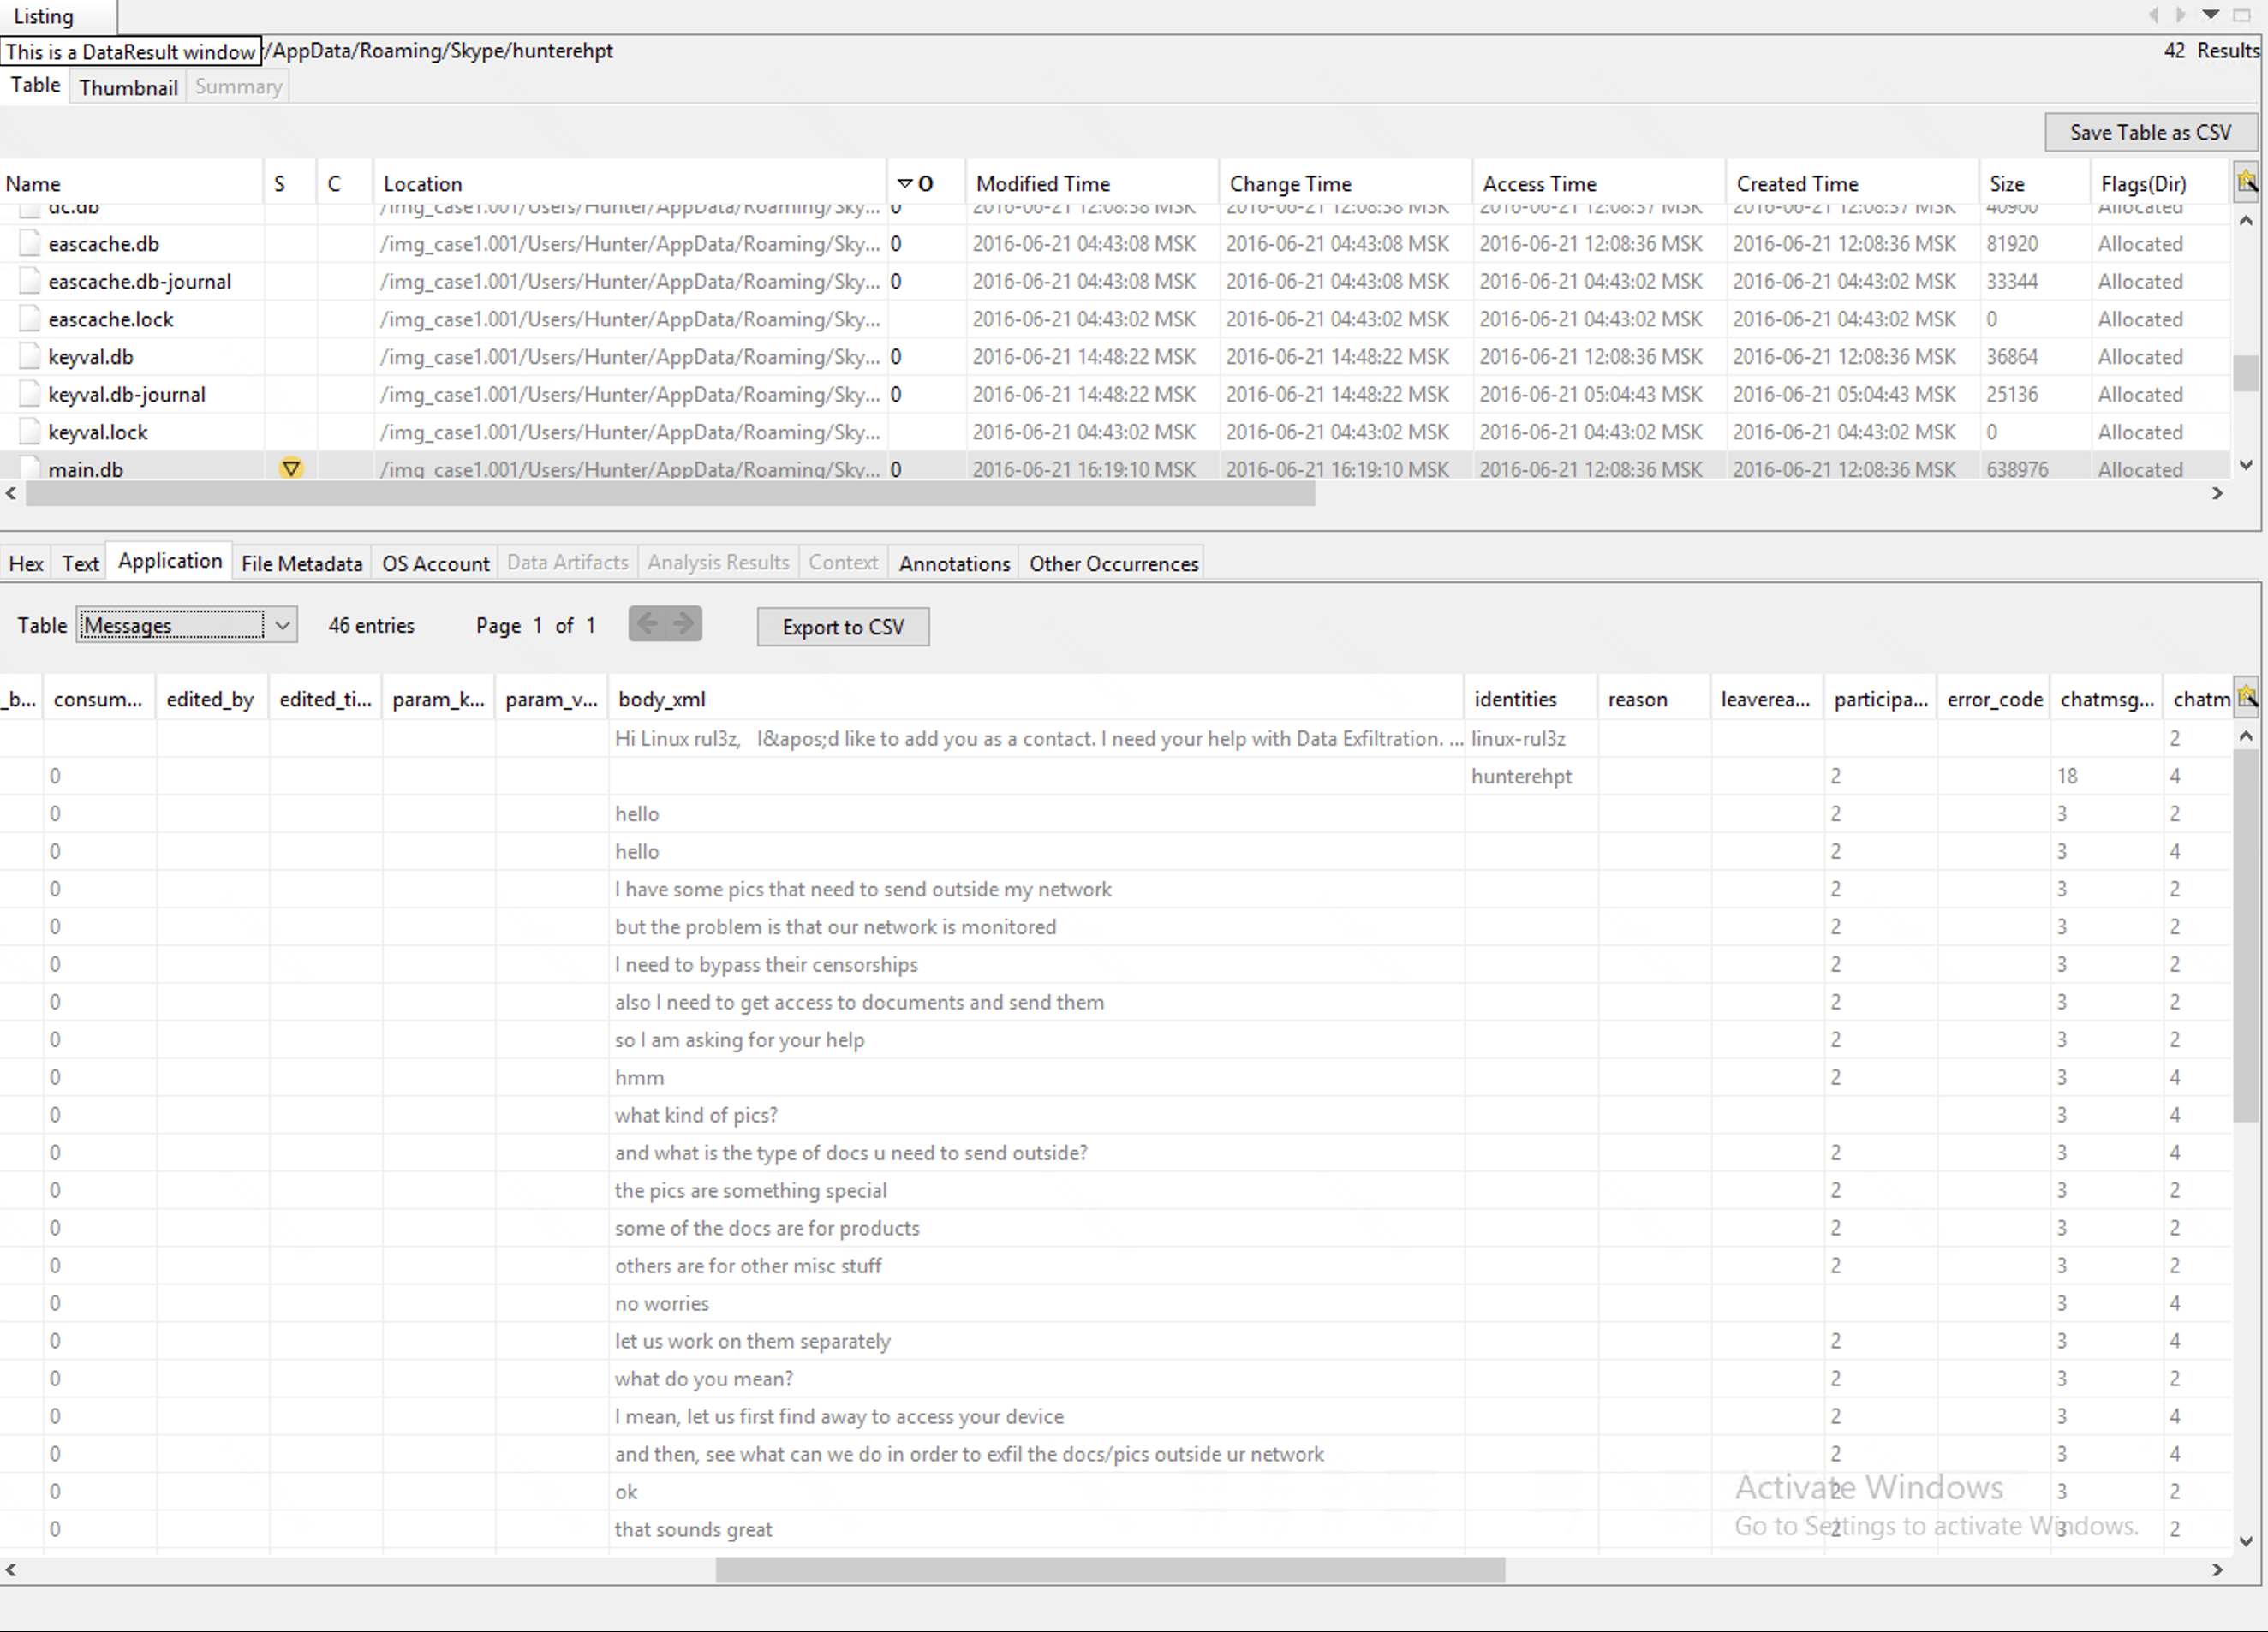 Listing
This is a DataResult window /AppData/Roaming/Skype/hunterehpt 42 Results
Table Thumbnail Summary
Save Table as CSV
Name S C Location O Modified Time Change Time Access Time Created Time Size Flags(Dir)
dc.db /img_case1.001/Users/Hunter/AppData/Roaming/Sky... 0 2016-06-21 12:08:38 MSK 2016-06-21 12:08:38 MSK 2016-06-21 12:08:37 MSK 2016-06-21 12:08:37 MSK 40960 Allocated
eascache.db /img_case1.001/Users/Hunter/AppData/Roaming/Sky... 0 2016-06-21 04:43:08 MSK 2016-06-21 04:43:08 MSK 2016-06-21 12:08:36 MSK 2016-06-21 12:08:36 MSK 81920 Allocated
eascache.db-journal /img_case1.001/Users/Hunter/AppData/Roaming/Sky... 0 2016-06-21 04:43:08 MSK 2016-06-21 04:43:08 MSK 2016-06-21 04:43:02 MSK 2016-06-21 04:43:02 MSK 33344 Allocated
eascache.lock /img_case1.001/Users/Hunter/AppData/Roaming/Sky... 2016-06-21 04:43:02 MSK 2016-06-21 04:43:02 MSK 2016-06-21 04:43:02 MSK 2016-06-21 04:43:02 MSK 0 Allocated
keyval.db /img_case1.001/Users/Hunter/AppData/Roaming/Sky... 0 2016-06-21 14:48:22 MSK 2016-06-21 14:48:22 MSK 2016-06-21 12:08:36 MSK 2016-06-21 12:08:36 MSK 36864 Allocated
keyval.db-journal /img_case1.001/Users/Hunter/AppData/Roaming/Sky... 0 2016-06-21 14:48:22 MSK 2016-06-21 14:48:22 MSK 2016-06-21 05:04:43 MSK 2016-06-21 05:04:43 MSK 25136 Allocated
keyval.lock /img_case1.001/Users/Hunter/AppData/Roaming/Sky... 2016-06-21 04:43:02 MSK 2016-06-21 04:43:02 MSK 2016-06-21 04:43:02 MSK 2016-06-21 04:43:02 MSK 0 Allocated
main.db /img_case1.001/Users/Hunter/AppData/Roaming/Sky... 0 2016-06-21 16:19:10 MSK 2016-06-21 16:19:10 MSK 2016-06-21 12:08:36 MSK 2016-06-21 12:08:36 MSK 638976 Allocated
Hex Text Application File Metadata OS Account Data Artifacts Analysis Results Context Annotations Other Occurrences
Table Messages 46 entries Page 1 of 1 Export to CSV
_b... consum... edited_by edited_ti... param_k... param_v... body_xml identities reason leaverea... participa... error_code chatmsg... chatm
Hi Linux rul3z, I&apos;d like to add you as a contact. I need your help with Data Exfiltration. ... linux-rul3z 2
0 hunterehpt 2 18 4
0 hello 2 3 2
0 hello 2 3 4
0 I have some pics that need to send outside my network 2 3 2
0 but the problem is that our network is monitored 2 3 2
0 I need to bypass their censorships 2 3 2
0 also I need to get access to documents and send them 2 3 2
0 so I am asking for your help 2 3 2
0 hmm 2 3 4
0 what kind of pics? 3 4
0 and what is the type of docs u need to send outside? 2 3 4
0 the pics are something special 2 3 2
0 some of the docs are for products 2 3 2
0 others are for other misc stuff 2 3 2
0 no worries 3 4
0 let us work on them separately 2 3 4
0 what do you mean? 2 3 2
0 I mean, let us first find away to access your device 2 3 4
0 and then, see what can we do in order to exfil the docs/pics outside ur network 2 3 4
0 ok 2 3 2
0 that sounds great 2 3 2
Activate Windows
Go to Settings to activate Windows.